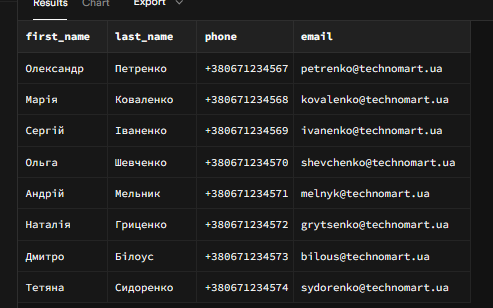 Results Chart Export
first_name last_name phone email
Олександр Петренко +380671234567 petrenko@technomart.ua
Марія Коваленко +380671234568 kovalenko@technomart.ua
Сергій Іваненко +380671234569 ivanenko@technomart.ua
Ольга Шевченко +380671234570 shevchenko@technomart.ua
Андрій Мельник +380671234571 melnyk@technomart.ua
Наталія Гриценко +380671234572 grytsenko@technomart.ua
Дмитро Білоус +380671234573 bilous@technomart.ua
Тетяна Сидоренко +380671234574 sydorenko@technomart.ua